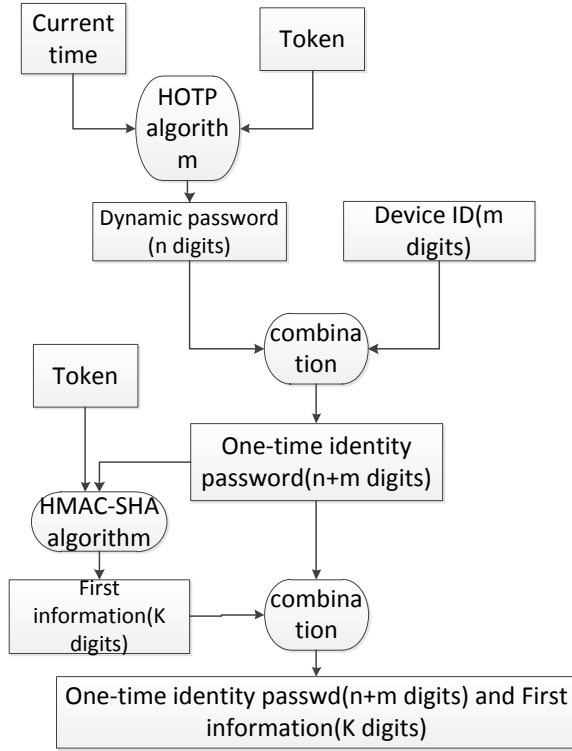 Current
time
Token
HOTP
algorith
m
Dynamic password
(n digits)
Device ID(m
digits)
combina
tion
Token
One-time identity
password(n+m digits)
HMAC-SHA
algorithm
First
information(K
digits)
combina
tion
One-time identity passwd(n+m digits) and First
information(K digits)